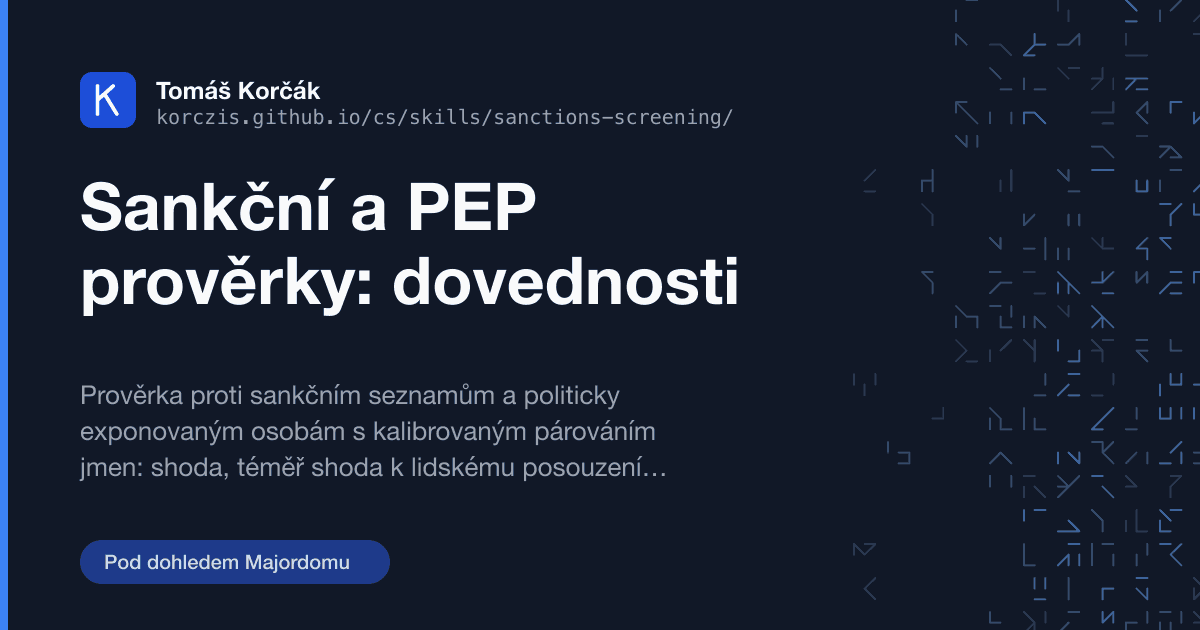 K
Tomáš Korčák
korczis.github.io/cs/skills/sanctions-screening/
Sankční a PEP
prověrky: dovednosti
Prověrka proti sankčním seznamům a politicky
exponovaným osobám s kalibrovaným párováním
jmen: shoda, téměř shoda k lidskému posouzení…
Pod dohledem Majordomu